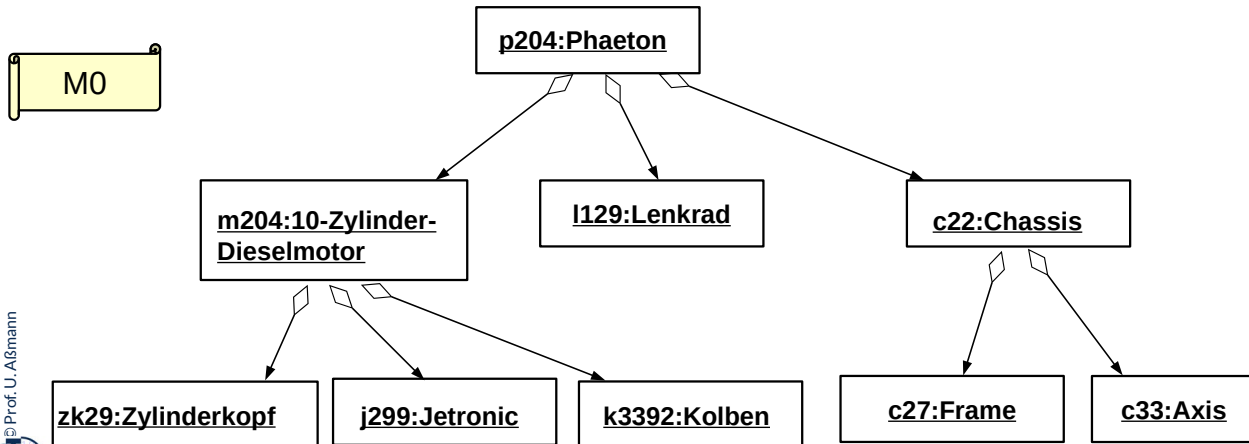 p204:Phaeton
M0
m204:10-Zylinder-
Dieselmotor
l129:Lenkrad
c22:Chassis
zk29:Zylinderkopf
j299:Jetronic
k3392:Kolben
c27:Frame
c33:Axis
© Prof. U. Aßmann